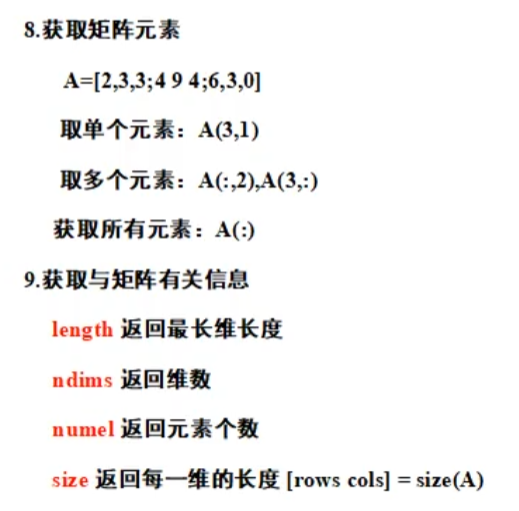 8.获取矩阵元素
A=[2,3,3;4 9 4;6,3,0]
取单个元素：A(3,1)
取多个元素：A(:,2),A(3,:)
获取所有元素：A(:)
9.获取与矩阵有关信息
length 返回最长维长度
ndims 返回维数
numel 返回元素个数
size 返回每一维的长度 [rows cols] = size(A)